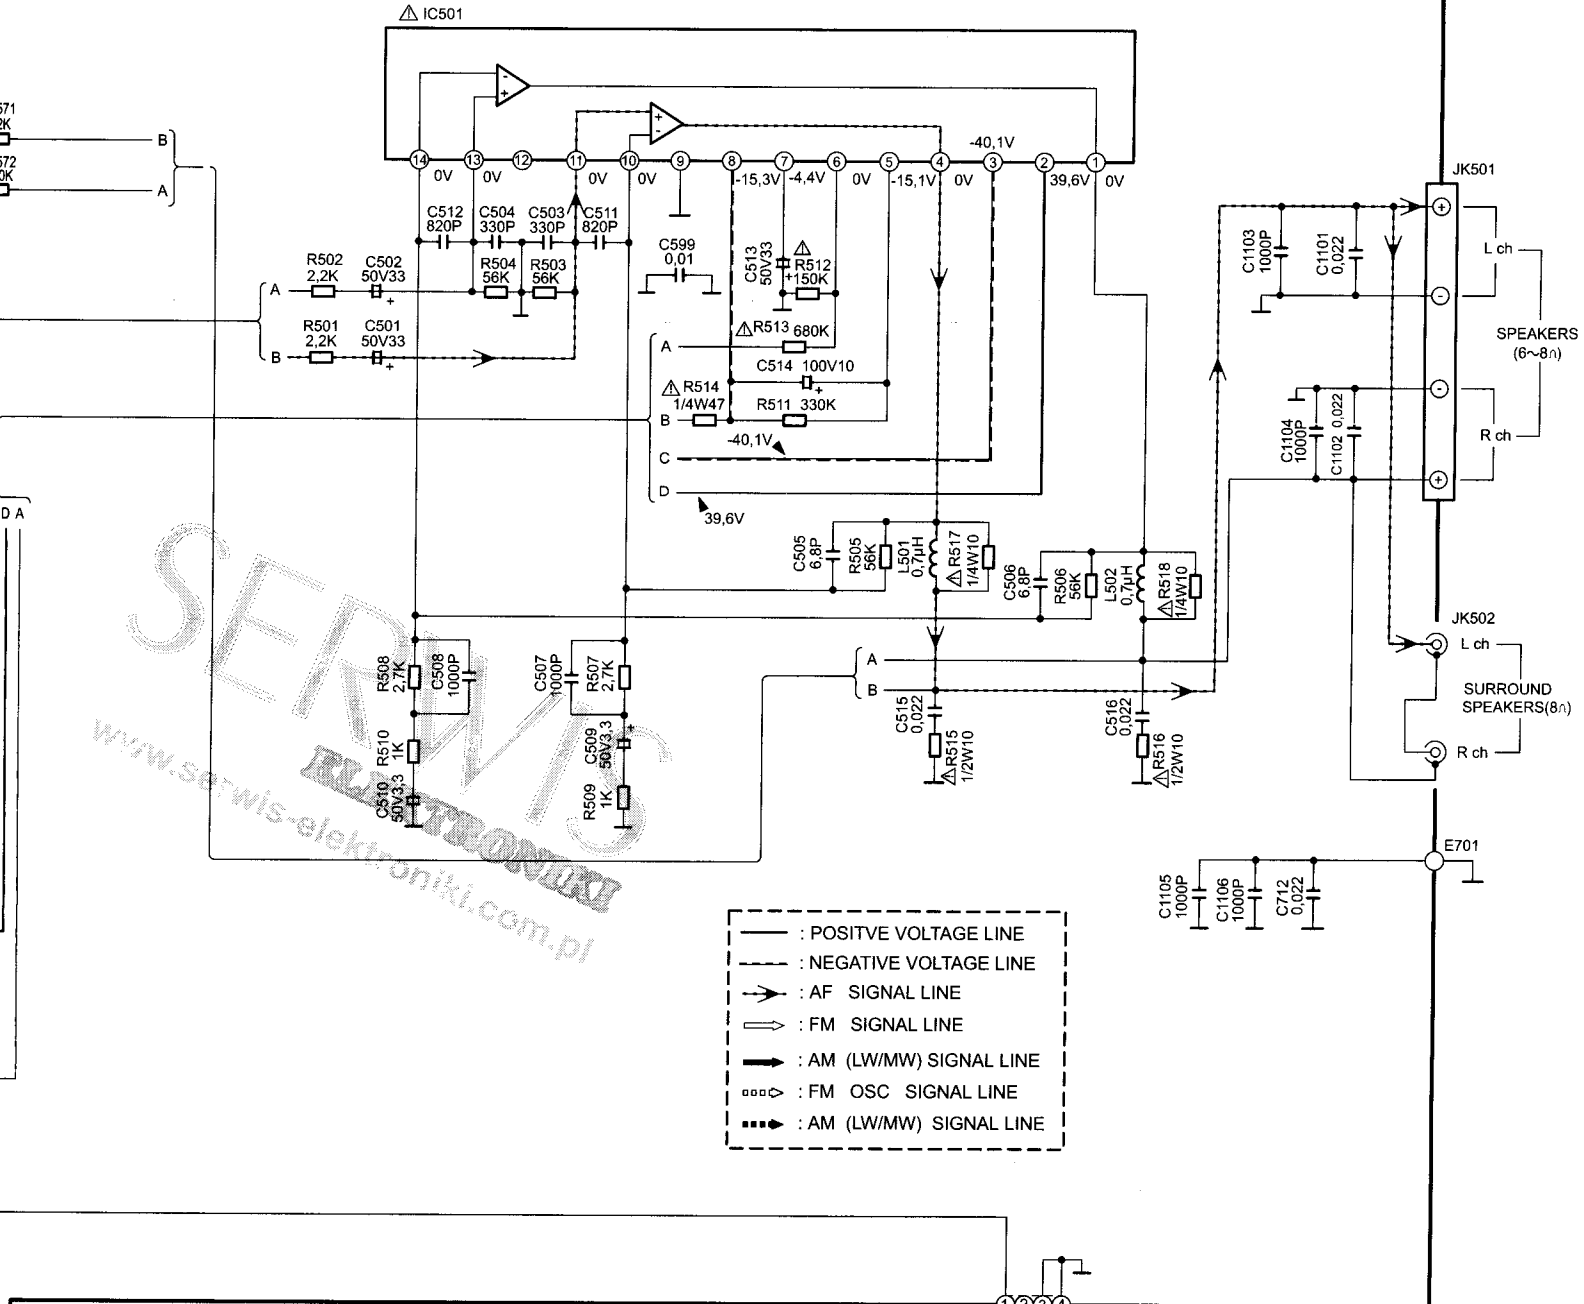 IC501
571
2K
B
572
0K
A
14 13 12 11 10 9 8 7 6 5 4 3 2 1
-40,1V
0V 0V 0V 0V -15,3V -4,4V 0V -15,1V 0V 39,6V 0V
C512
820P
C504
330P
C503
330P
C511
820P
C599
0,01
C513
50V33
R512
150K
R502
2,2K
C502
50V33
R504
56K
R503
56K
A
+
R501
2,2K
C501
50V33
B
+
A
R513 680K
C514 100V10
+
R514
1/4W47
B
R511 330K
-40,1V
C
D
39,6V
JK501
C1103
1000P
C1101
0,022
L ch
SPEAKERS
(6~8Ω)
C1104
1000P
C1102 0,022
R ch
D A
C505
6,8P
R505
56K
L501
0,7µH
R517
1/4W10
C506
6,8P
R506
56K
L502
0,7µH
R518
1/4W10
JK502
L ch
SURROUND
SPEAKERS(8Ω)
R ch
R508
2,7K
C508
1000P
C507
1000P
R507
2,7K
A
B
C515
0,022
R515
1/2W10
C516
0,022
R516
1/2W10
R510
1K
C510
50V3,3
C509
50V3,3
+
R509
1K
SERWIS
ELEKTRONIKI
www.serwis-elektroniki.com.pl
E701
C1105
1000P
C1106
1000P
C712
0,022
: POSITVE VOLTAGE LINE
: NEGATIVE VOLTAGE LINE
: AF SIGNAL LINE
: FM SIGNAL LINE
: AM (LW/MW) SIGNAL LINE
: FM OSC SIGNAL LINE
: AM (LW/MW) SIGNAL LINE
1 2 3 4